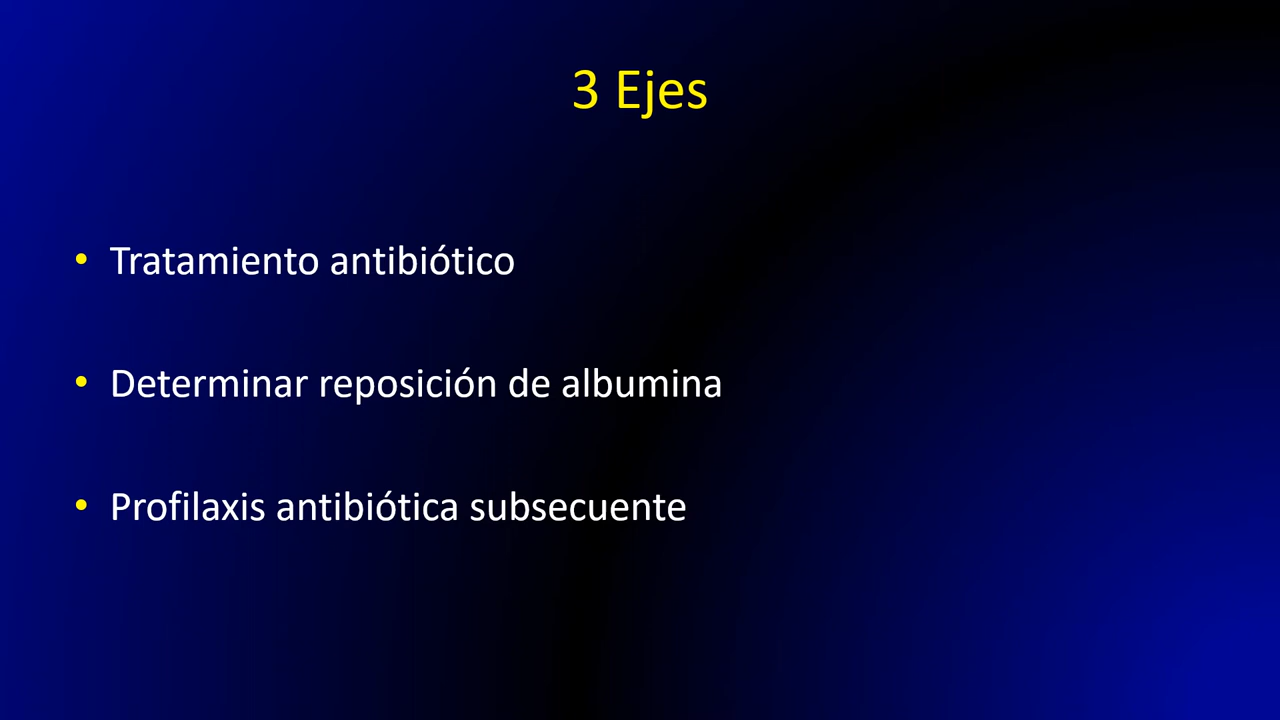 3 Ejes
• Tratamiento antibiótico
• Determinar reposición de albumina
• Profilaxis antibiótica subsecuente